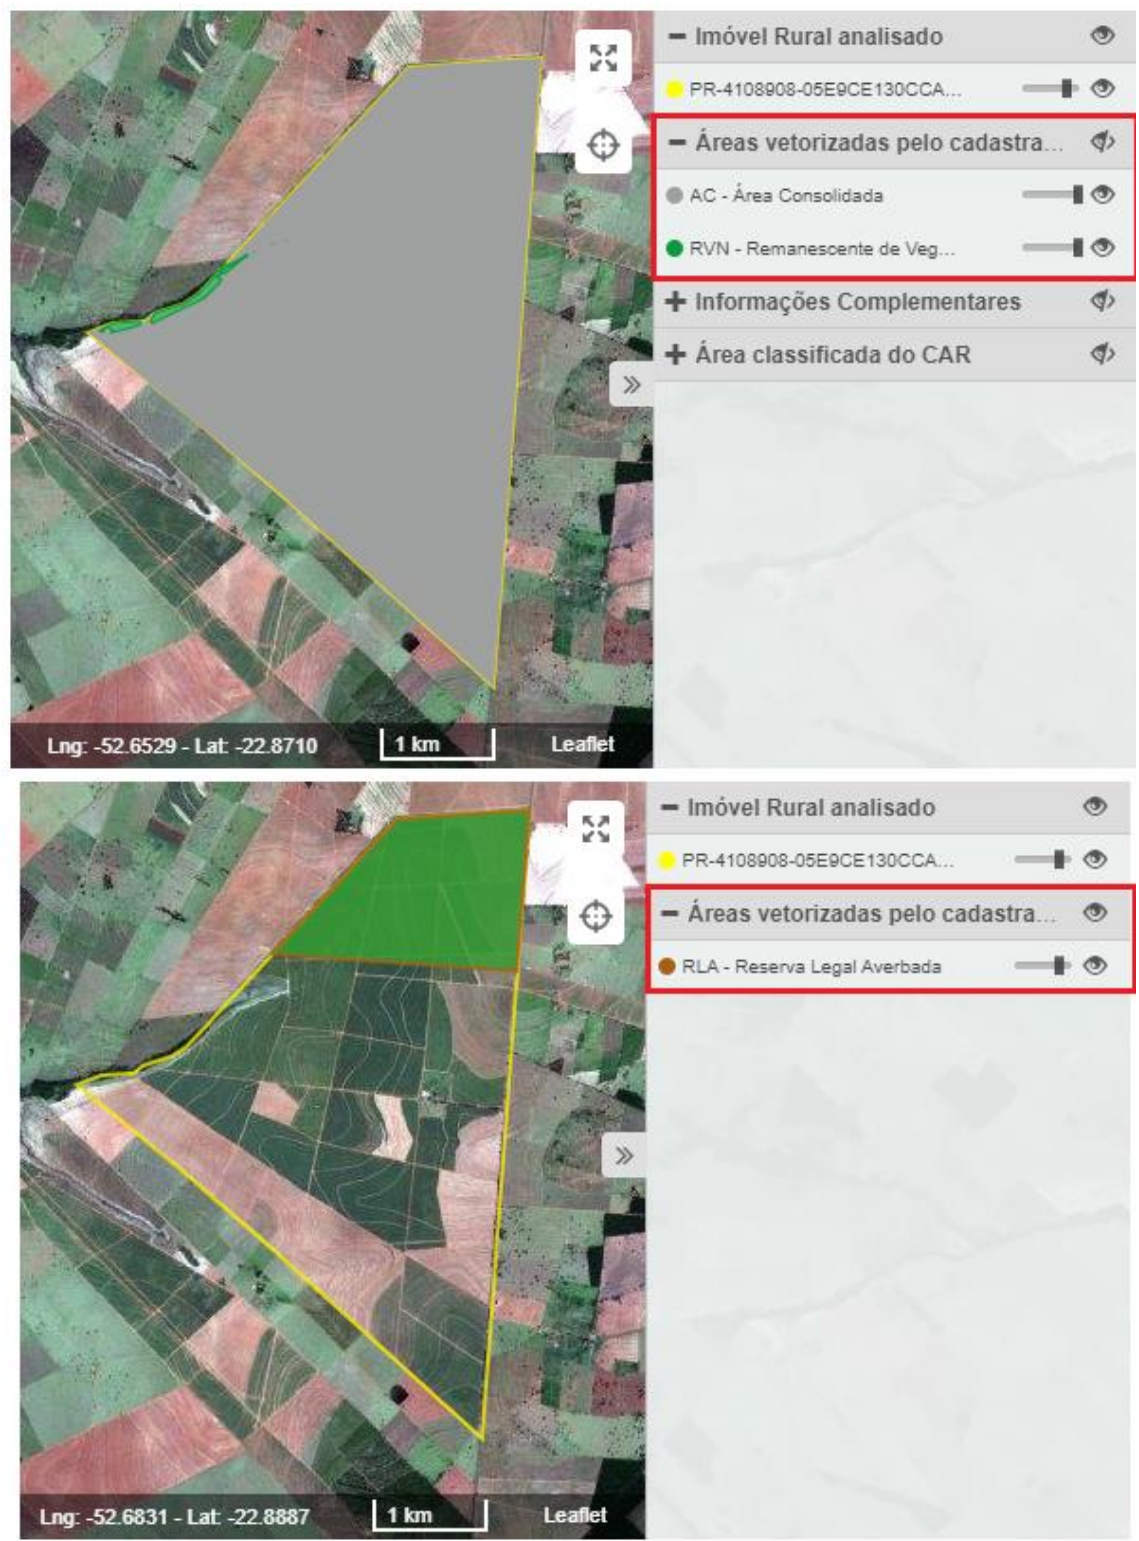 Imóvel Rural analisado
PR-4108908-05E9CE130CCA...
Áreas vetorizadas pelo cadastra...
AC - Área Consolidada
RVN - Remanescente de Veg...
Informações Complementares
Área classificada do CAR
Lng: -52.6529 - Lat: -22.8710
1 km
Leaflet
Imóvel Rural analisado
PR-4108908-05E9CE130CCA...
Áreas vetorizadas pelo cadastra...
RLA - Reserva Legal Averbada
Lng: -52.6831 - Lat: -22.8887
1 km
Leaflet